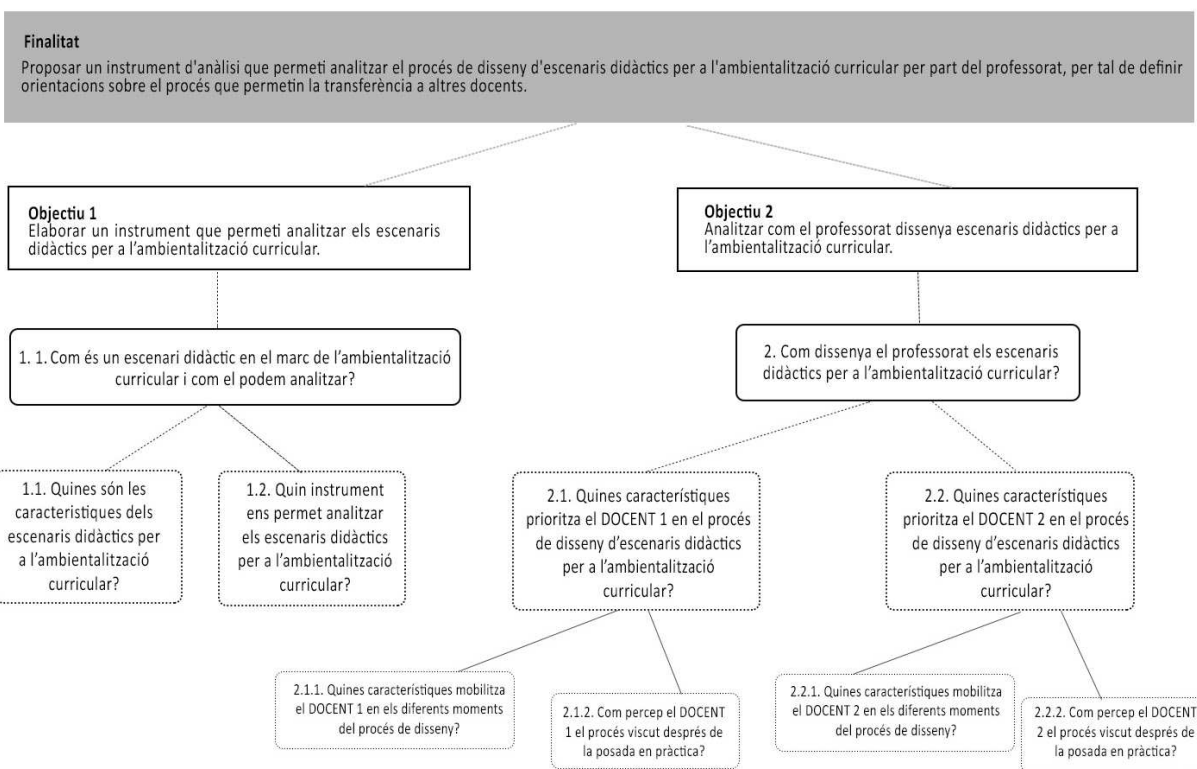 Finalitat
Proposar un instrument d'anàlisi que permeti analitzar el procés de disseny d'escenaris didàctics per a l'ambientalització curricular per part del professorat, per tal de definir
orientacions sobre el procés que permetin la transferència a altres docents.
Objectiu 1
Elaborar un instrument que permeti analitzar els escenaris
didàctics per a l'ambientalització curricular.
Objectiu 2
Analitzar com el professorat dissenya escenaris didàctics per a
l'ambientalització curricular.
1. 1. Com és un escenari didàctic en el marc de l'ambientalització
curricular i com el podem analitzar?
2. Com dissenya el professorat els escenaris
didàctics per a l'ambientalització curricular?
1.1. Quines són les
caracteristiques dels
escenaris didàctics per
a l'ambientalització
curricular?
1.2. Quin instrument
ens permet analitzar
els escenaris didàctics
per a l'ambientalització
curricular?
2.1. Quines característiques
prioritza el DOCENT 1 en el procés
de disseny d'escenaris didàctics
per a l'ambientalització
curricular?
2.2. Quines característiques
prioritza el DOCENT 2 en el procés
de disseny d'escenaris didàctics
per a l'ambientalització
curricular?
2.1.1. Quines característiques mobilitza
el DOCENT 1 en els diferents moments
del procés de disseny?
2.1.2. Com percep el DOCENT
1 el procés viscut després de
la posada en pràctica?
2.2.1. Quines característiques mobilitza
el DOCENT 2 en els diferents moments
del procés de disseny?
2.2.2. Com percep el DOCENT
2 el procés viscut després de
la posada en pràctica?